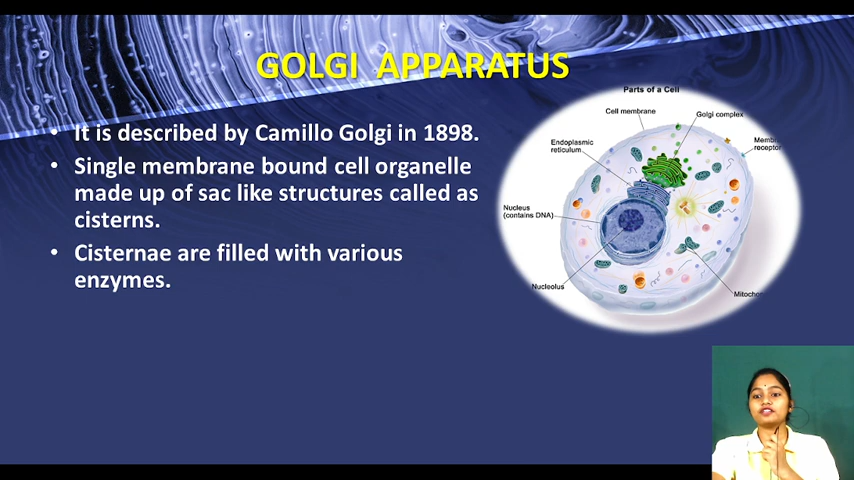 GOLGI APPARATUS
• It is described by Camillo Golgi in 1898.
• Single membrane bound cell organelle
made up of sac like structures called as
cisterns.
• Cisternae are filled with various
enzymes.
Parts of a Cell
Cell membrane
Golgi complex
Endoplasmic
reticulum
receptor
Nucleus
(contains DNA)
Nucleolus